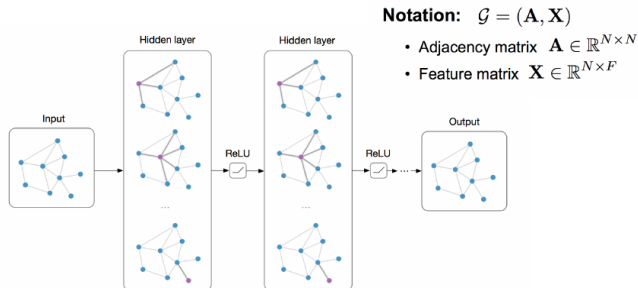 Notation: 𝒢 = (𝐀, 𝐗)
• Adjacency matrix 𝐀 ∈ ℝ^{N×N}
• Feature matrix 𝐗 ∈ ℝ^{N×F}
Hidden layer
Hidden layer
Input
Output
ReLU
ReLU
...
...
...